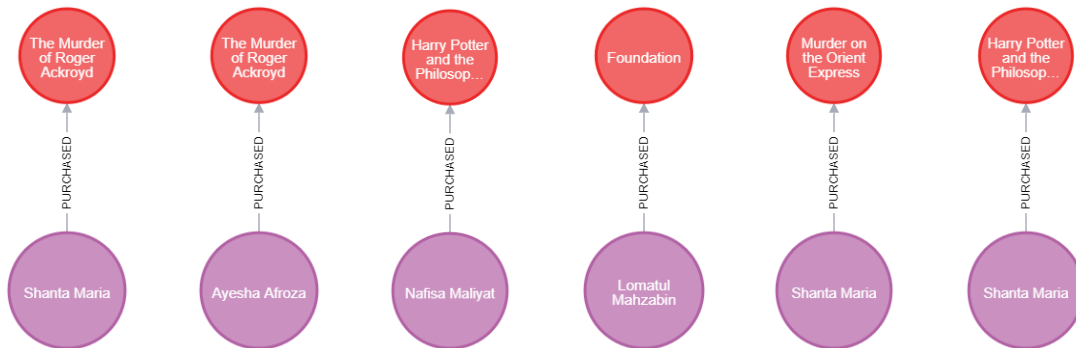 The Murder
of Roger
Ackroyd
The Murder
of Roger
Ackroyd
Harry Potter
and the
Philosop…
Foundation
Murder on
the Orient
Express
Harry Potter
and the
Philosop…
PURCHASED
PURCHASED
PURCHASED
PURCHASED
PURCHASED
PURCHASED
Shanta Maria
Ayesha Afroza
Nafisa Maliyat
Lomatul
Mahzabin
Shanta Maria
Shanta Maria